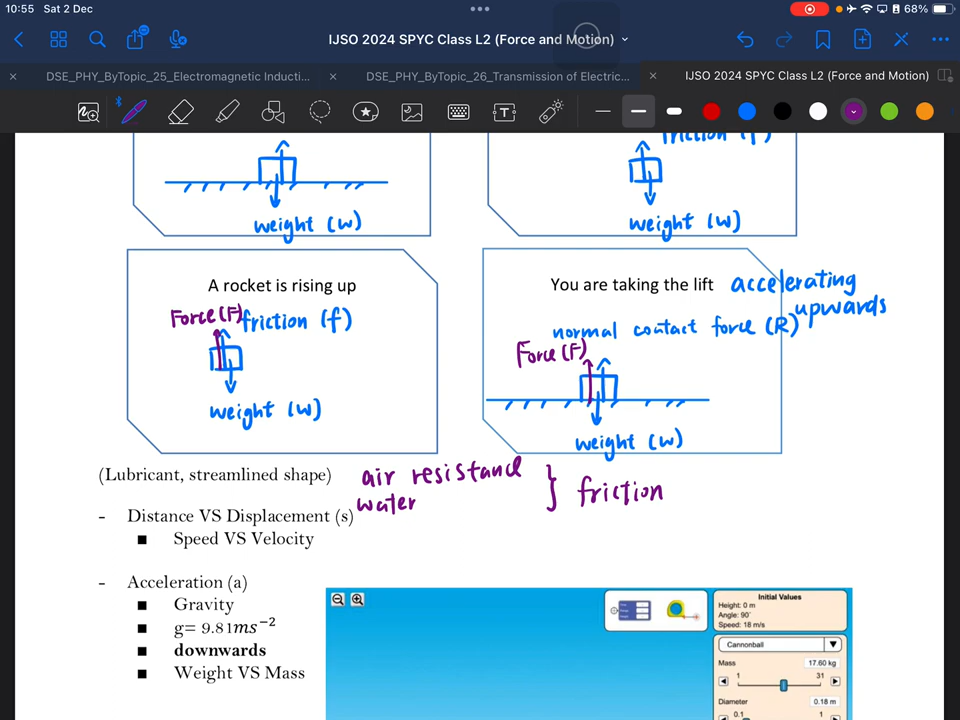 10:55 Sat 2 Dec
68%
IJSO 2024 SPYC Class L2 (Force and Motion)
DSE_PHY_ByTopic_25_Electromagnetic Inducti...
DSE_PHY_ByTopic_26_Transmission of Electric...
IJSO 2024 SPYC Class L2 (Force and Motion)
weight (W)
friction (f)
weight (W)
A rocket is rising up
Force (F) friction (f)
weight (W)
You are taking the lift accelerating upwards
normal contact force (R)
Force (F)
weight (W)
(Lubricant, streamlined shape) air resistand
water } friction
- Distance VS Displacement (s)
■ Speed VS Velocity
- Acceleration (a)
■ Gravity
■ g= 9.81ms⁻²
■ downwards
■ Weight VS Mass
Initial Values
Height: 0 m
Angle: 90°
Speed: 18 m/s
Cannonball
Mass 17.60 kg
1 31
Diameter 0.18 m
0.1 1